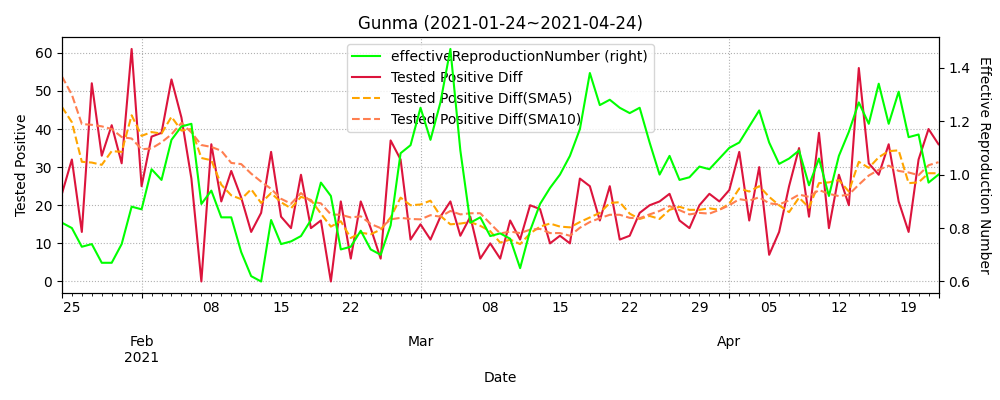 Gunma (2021-01-24~2021-04-24)
effectiveReproductionNumber (right)
Tested Positive Diff
Tested Positive Diff(SMA5)
Tested Positive Diff(SMA10)
Tested Positive
60
50
40
30
20
10
0
1.4
1.2
1.0
0.8
0.6
Effective Reproduction Number
25 08 15 22 08 15 22 29 05 12 19
Feb Mar Apr
2021
Date